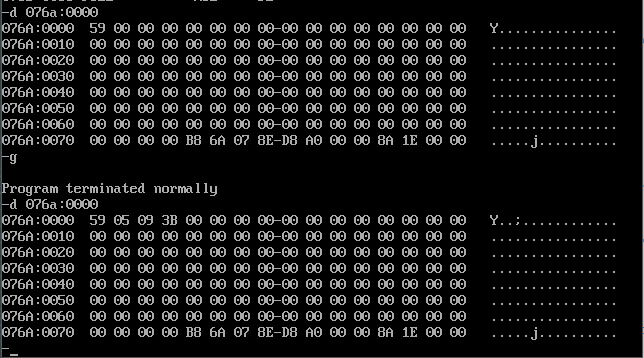 -d 076a:0000
076A:0000 59 00 00 00 00 00 00 00-00 00 00 00 00 00 00 00 Y...............
076A:0010 00 00 00 00 00 00 00 00-00 00 00 00 00 00 00 00 ................
076A:0020 00 00 00 00 00 00 00 00-00 00 00 00 00 00 00 00 ................
076A:0030 00 00 00 00 00 00 00 00-00 00 00 00 00 00 00 00 ................
076A:0040 00 00 00 00 00 00 00 00-00 00 00 00 00 00 00 00 ................
076A:0050 00 00 00 00 00 00 00 00-00 00 00 00 00 00 00 00 ................
076A:0060 00 00 00 00 00 00 00 00-00 00 00 00 00 00 00 00 ................
076A:0070 00 00 00 00 B8 6A 07 8E-D8 A0 00 00 8A 1E 00 00 .....j..........
-g
Program terminated normally
-d 076a:0000
076A:0000 59 05 09 3B 00 00 00 00-00 00 00 00 00 00 00 00 Y..;............
076A:0010 00 00 00 00 00 00 00 00-00 00 00 00 00 00 00 00 ................
076A:0020 00 00 00 00 00 00 00 00-00 00 00 00 00 00 00 00 ................
076A:0030 00 00 00 00 00 00 00 00-00 00 00 00 00 00 00 00 ................
076A:0040 00 00 00 00 00 00 00 00-00 00 00 00 00 00 00 00 ................
076A:0050 00 00 00 00 00 00 00 00-00 00 00 00 00 00 00 00 ................
076A:0060 00 00 00 00 00 00 00 00-00 00 00 00 00 00 00 00 ................
076A:0070 00 00 00 00 B8 6A 07 8E-D8 A0 00 00 8A 1E 00 00 .....j..........
-_